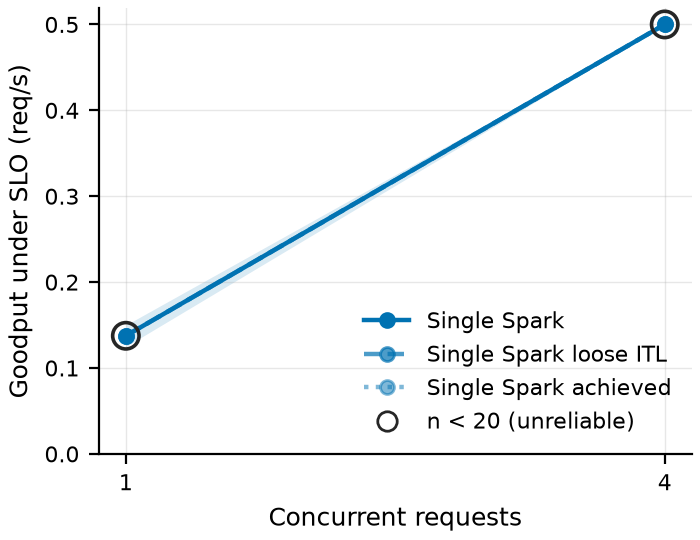 Goodput under SLO (req/s)
0.5
0.4
0.3
0.2
0.1
0.0
Single Spark
Single Spark loose ITL
Single Spark achieved
n < 20 (unreliable)
1
4
Concurrent requests